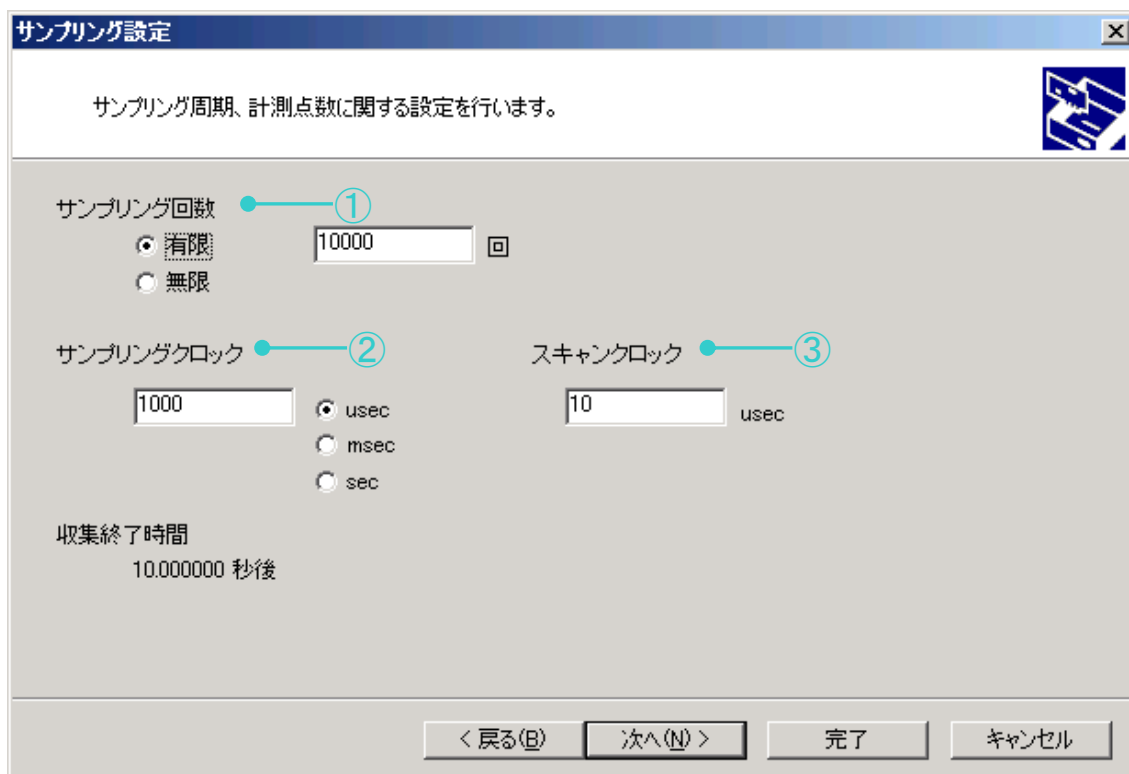 サンプリング設定
サンプリング周期、計測点数に関する設定を行います。
サンプリング回数 ①
有限 10000 回
無限
サンプリングクロック ② スキャンクロック ③
1000 usec 10 usec
msec
sec
収集終了時間
10.000000 秒後
< 戻る(B) 次へ(N) > 完了 キャンセル